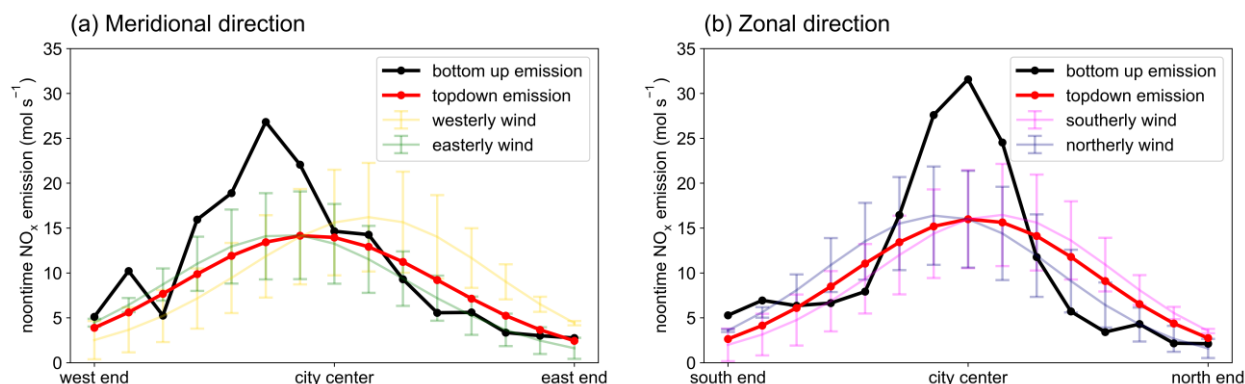 (a) Meridional direction
noontime NOx emission (mol s−1)
35
30
25
20
15
10
5
0
bottom up emission
topdown emission
westerly wind
easterly wind
west end
city center
east end
(b) Zonal direction
noontime NOx emission (mol s−1)
35
30
25
20
15
10
5
0
bottom up emission
topdown emission
southerly wind
northerly wind
south end
city center
north end